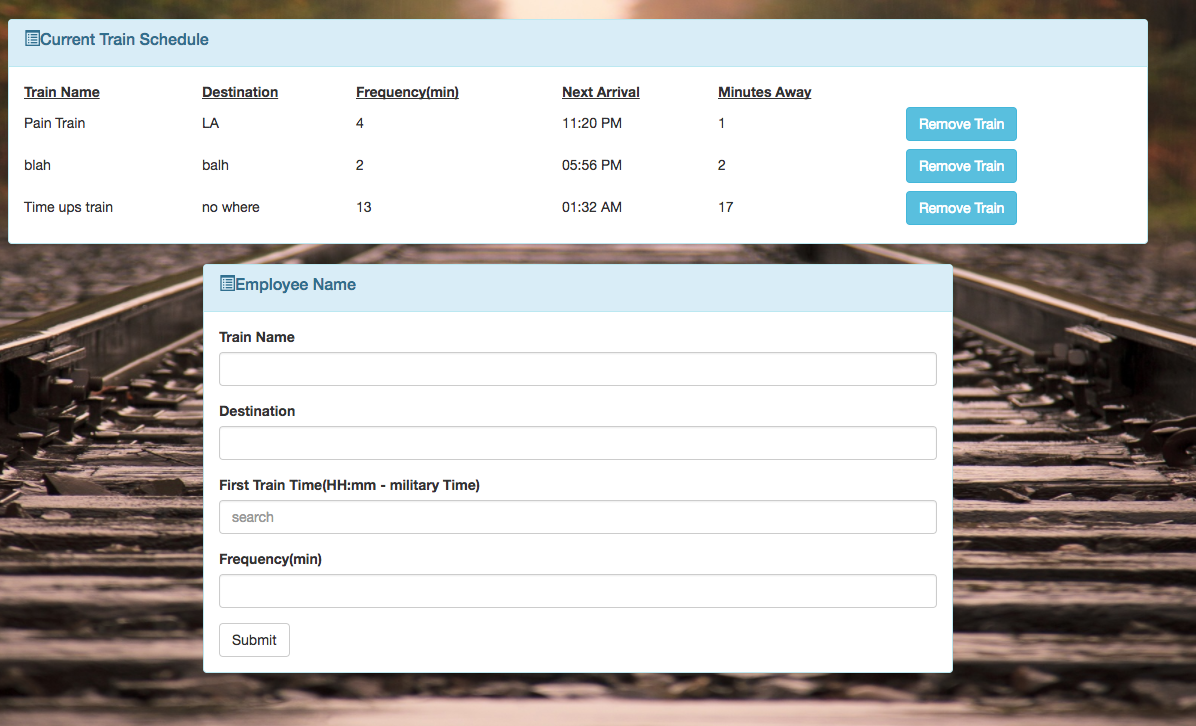 Current Train Schedule
Train Name Destination Frequency(min) Next Arrival Minutes Away
Pain Train LA 4 11:20 PM 1 Remove Train
blah balh 2 05:56 PM 2 Remove Train
Time ups train no where 13 01:32 AM 17 Remove Train
Employee Name
Train Name
Destination
First Train Time(HH:mm - military Time)
search
Frequency(min)
Submit